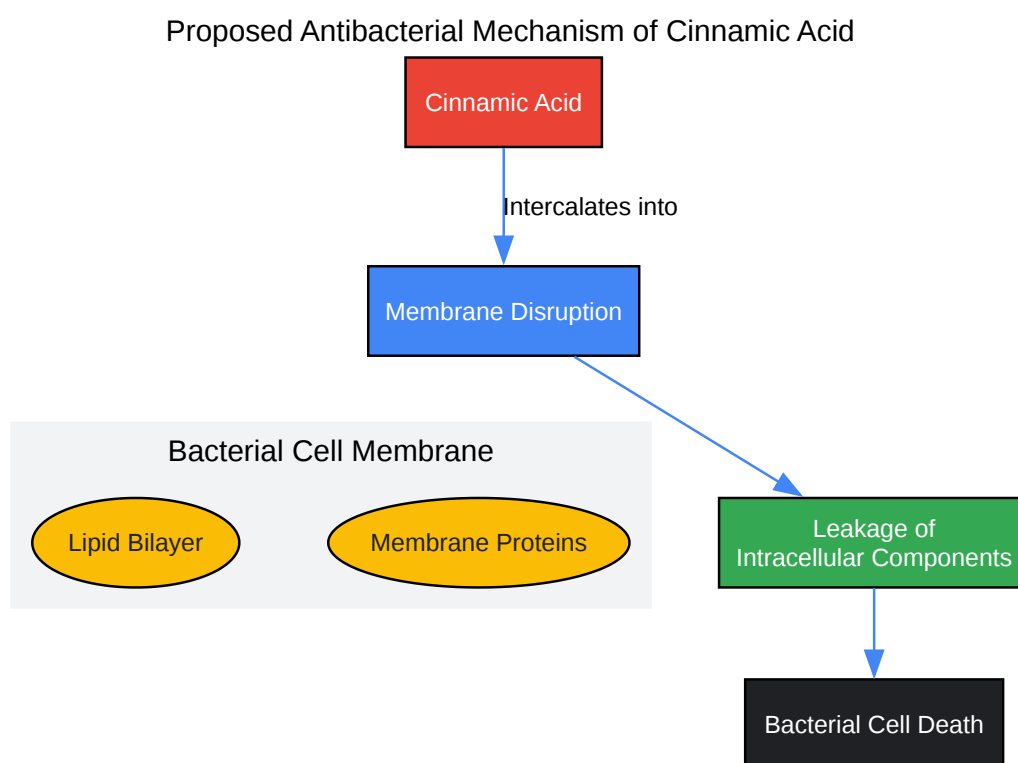 Proposed Antibacterial Mechanism of Cinnamic Acid
Cinnamic Acid
Intercalates into
Membrane Disruption
Bacterial Cell Membrane
Lipid Bilayer
Membrane Proteins
Leakage of
Intracellular Components
Bacterial Cell Death